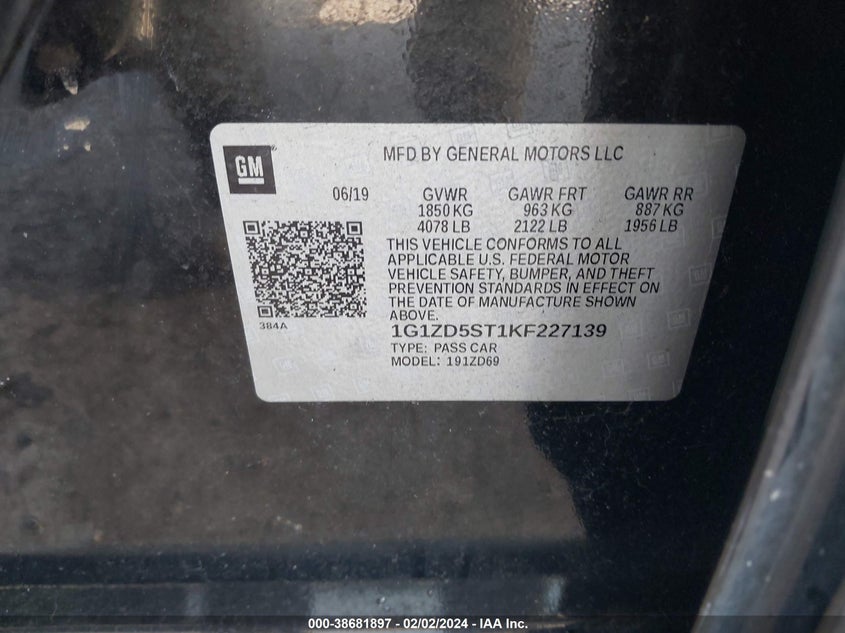 GM
MFD BY GENERAL MOTORS LLC
06/19 GVWR GAWR FRT GAWR RR
1850 KG 963 KG 887 KG
4078 LB 2122 LB 1956 LB
THIS VEHICLE CONFORMS TO ALL
APPLICABLE U.S. FEDERAL MOTOR
VEHICLE SAFETY, BUMPER, AND THEFT
PREVENTION STANDARDS IN EFFECT ON
THE DATE OF MANUFACTURE SHOWN
ABOVE.
384A
1G1ZD5ST1KF227139
TYPE: PASS CAR
MODEL: 191ZD69
000-38681897 - 02/02/2024 - IAA Inc.